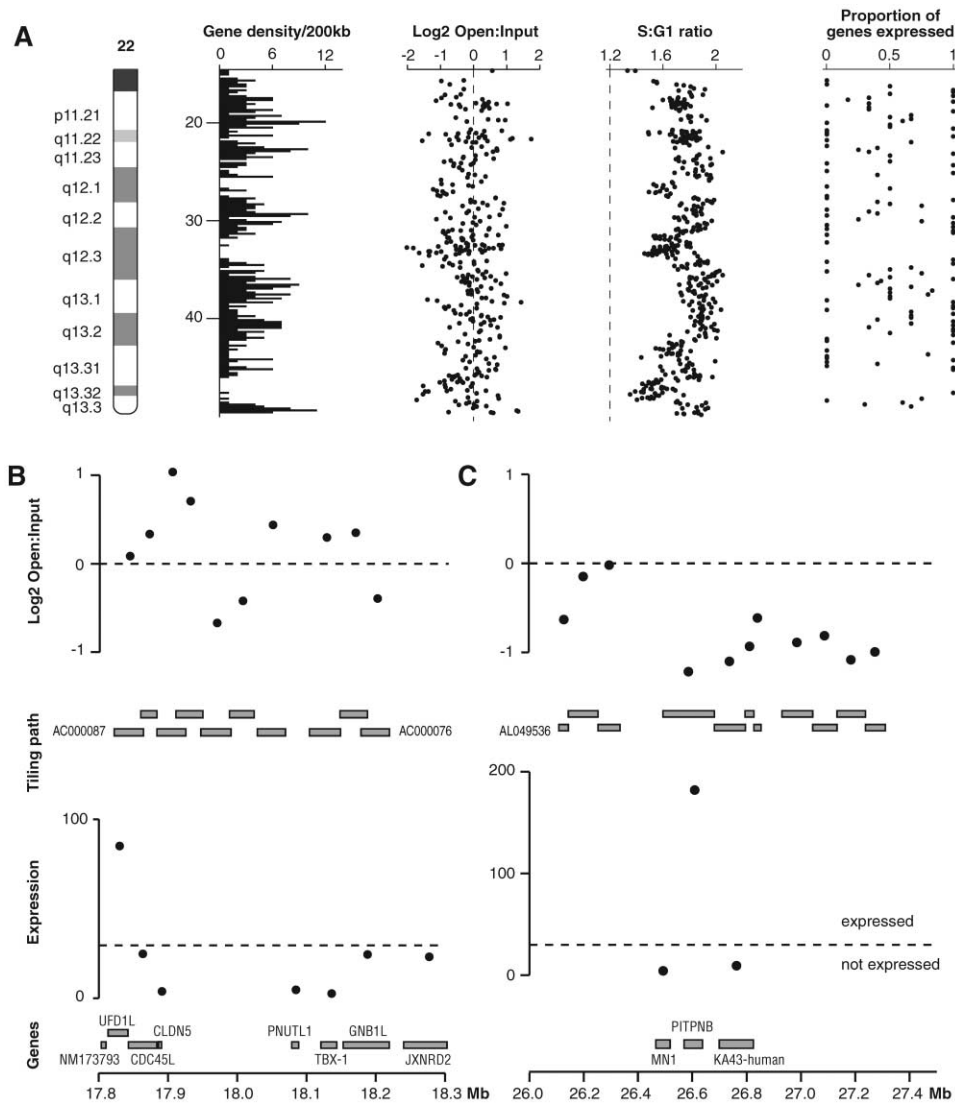 A
22
Gene density/200kb
Log2 Open:Input
S:G1 ratio
Proportion of
genes expressed
0 6 12
-2 -1 0 1 2
1.2 1.6 2
0 0.5 1
p11.21
q11.22
q11.23
q12.1
q12.2
q12.3
q13.1
q13.2
q13.31
q13.32
q13.3
20
30
40
B
Log2 Open:Input
1
0
-1
Tiling path
AC000087
AC000076
Expression
100
0
Genes
UFD1L
CLDN5
PNUTL1
GNB1L
NM173793
CDC45L
TBX-1
JXNRD2
17.8 17.9 18.0 18.1 18.2 18.3 Mb
C
-1
0
-1
AL049536
200
100
0
expressed
not expressed
PITPNB
MN1
KA43-human
26.0 26.2 26.4 26.6 26.8 27.0 27.2 27.4 Mb